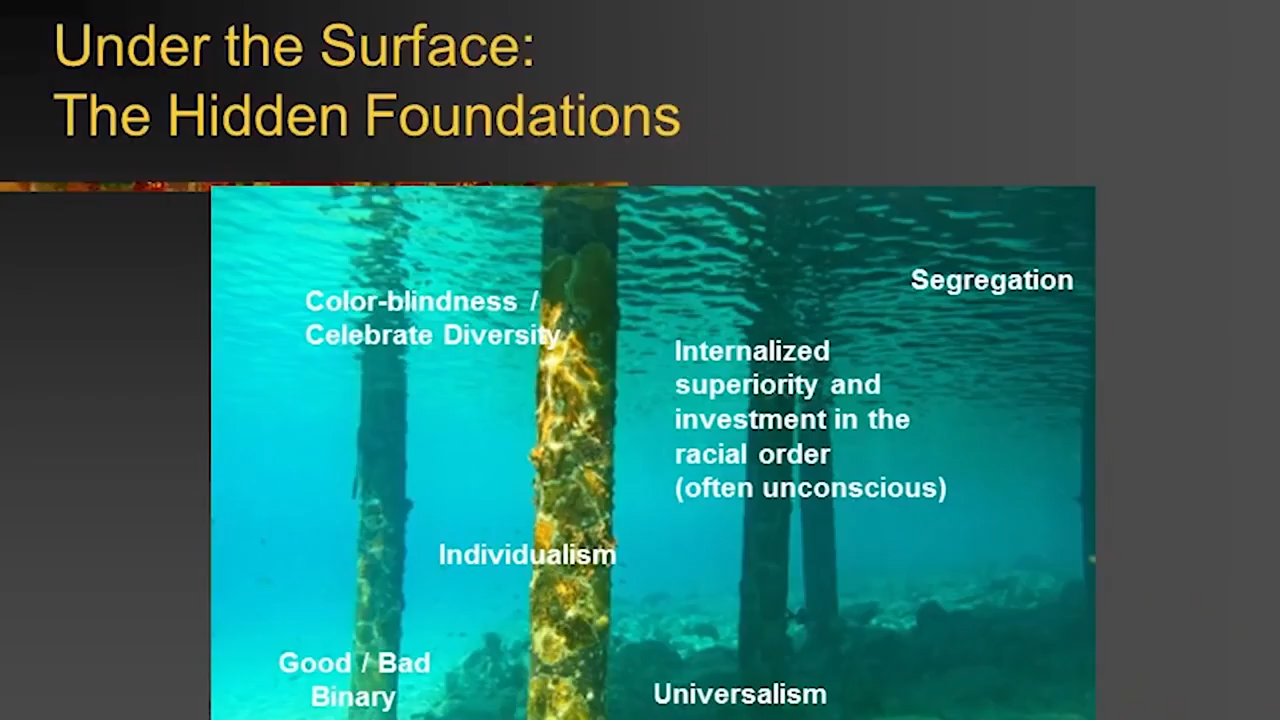 Under the Surface:
The Hidden Foundations
Segregation
Color-blindness /
Celebrate Diversity
Internalized
superiority and
investment in the
racial order
(often unconscious)
Individualism
Good / Bad
Binary
Universalism